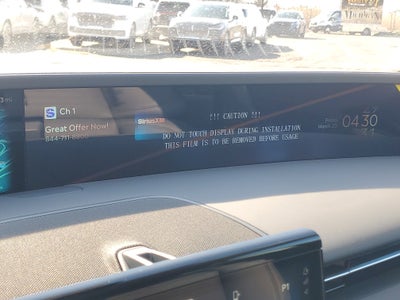 Ch 1
Great Offer Now!
SiriusXM
!!! CAUTION !!!
DO NOT TOUCH DISPLAY DURING INSTALLATION
THIS FILM IS TO BE REMOVED BEFORE USAGE
04:30
P